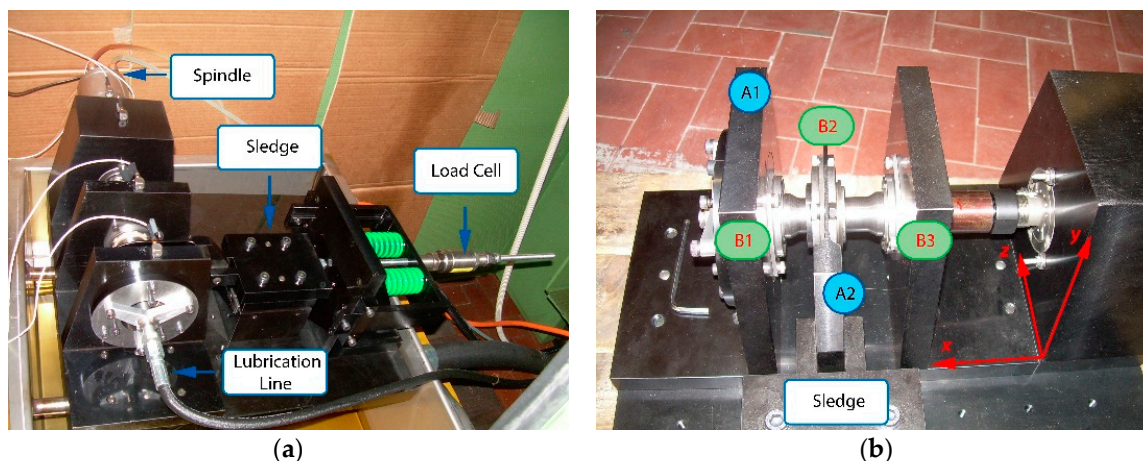 Spindle
Sledge
Load Cell
Lubrication
Line
(a)
A1
B2
B1
B3
A2
z
y
x
Sledge
(b)